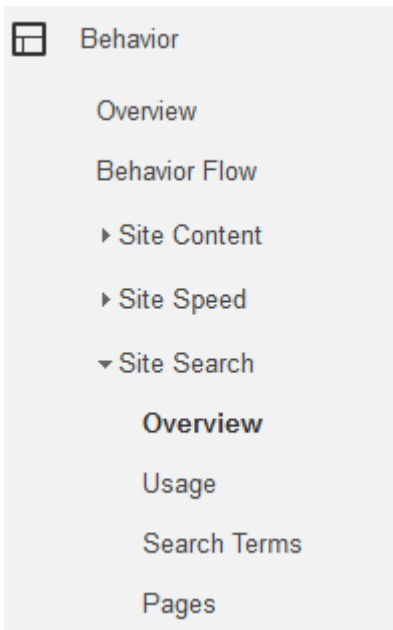 Behavior
Overview
Behavior Flow
Site Content
Site Speed
Site Search
Overview
Usage
Search Terms
Pages